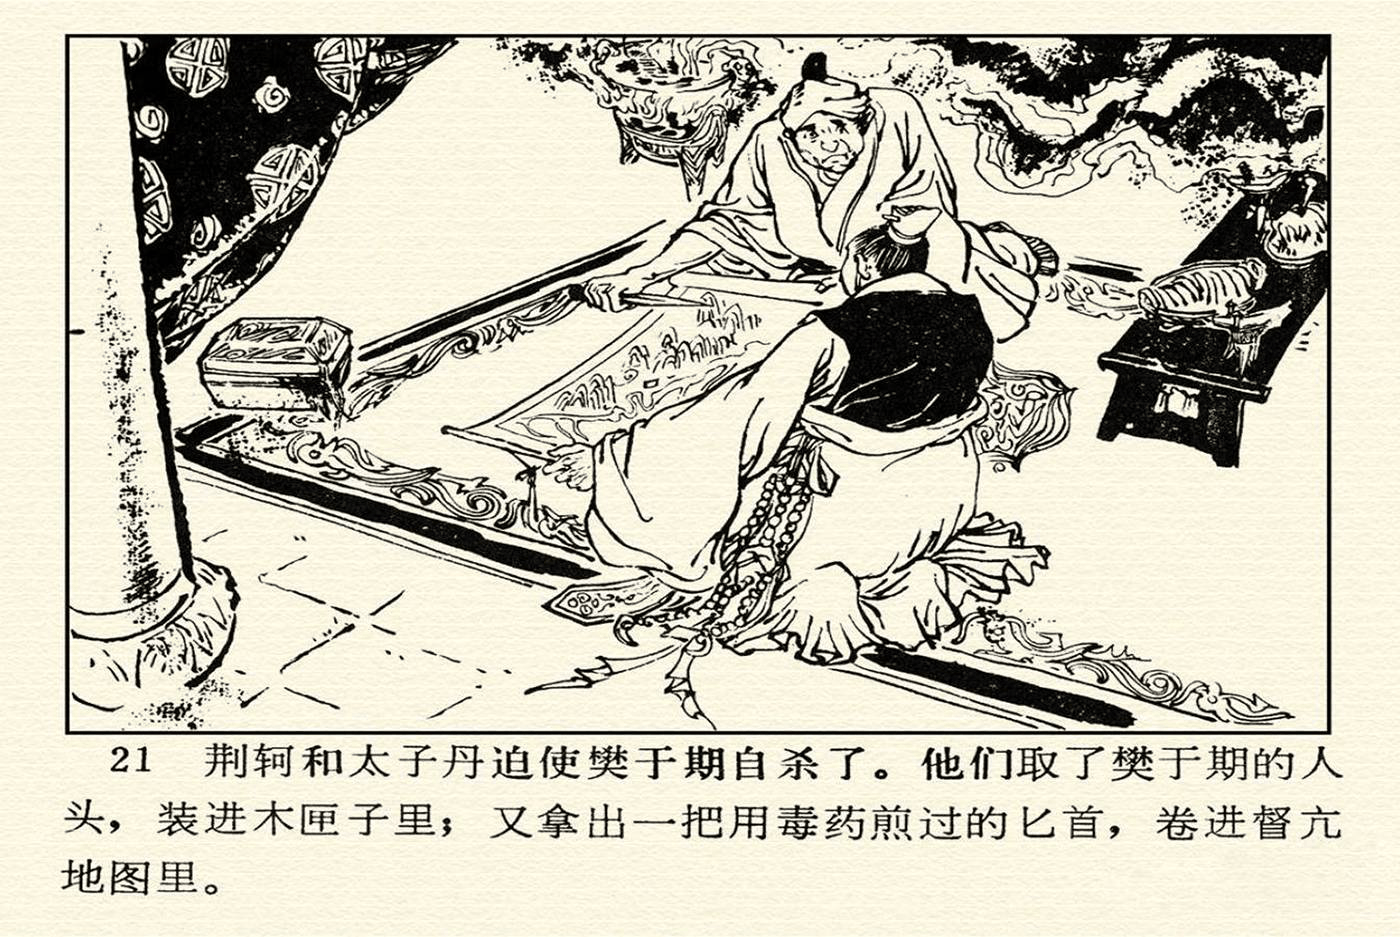 21 荆轲和太子丹迫使樊于期自杀了。他们取了樊于期的人
头，装进木匣子里；又拿出一把用毒药煎过的匕首，卷进督亢
地图里。